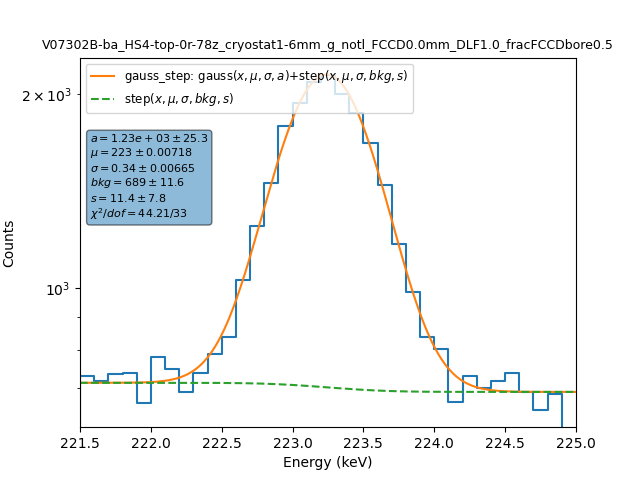 V07302B-ba_HS4-top-0r-78z_cryostat1-6mm_g_notl_FCCD0.0mm_DLF1.0_fracFCCDbore0.5
gauss_step: gauss(x, μ, σ, a)+step(x, μ, σ, bkg, s)
step(x, μ, σ, bkg, s)
2 × 10³
a = 1.23e + 03 ± 25.3
μ = 223 ± 0.00718
σ = 0.34 ± 0.00665
bkg = 689 ± 11.6
s = 11.4 ± 7.8
χ²/dof = 44.21/33
Counts
10³
221.5 222.0 222.5 223.0 223.5 224.0 224.5 225.0
Energy (keV)